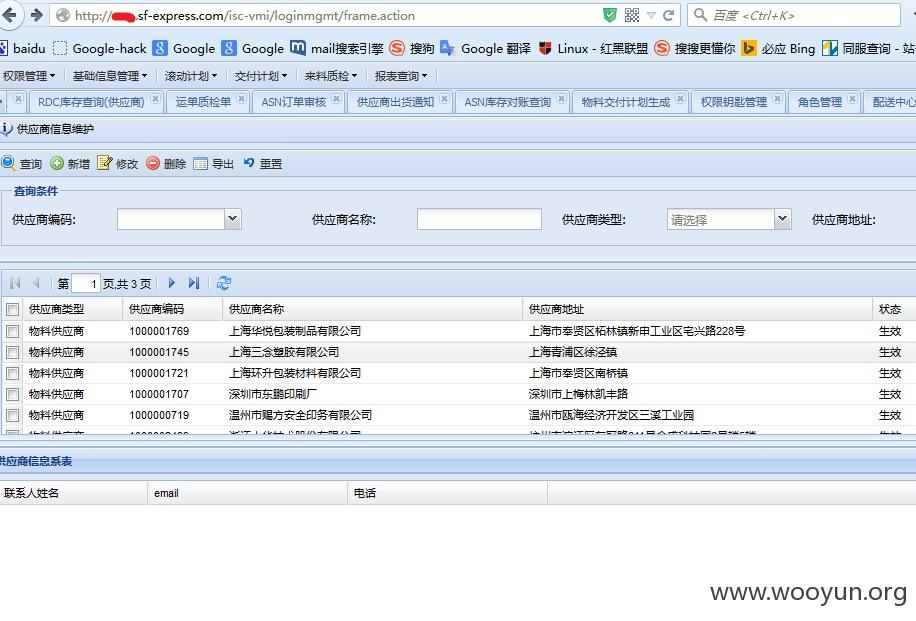 http://.sf-express.com/isc-vmi/loginmgmt/frame.action 百度 <Ctrl+K>
baidu Google-hack Google Google mail搜索引擎 搜狗 Google 翻译 Linux - 红黑联盟 搜搜更懂你 必应 Bing 同服查询 - 站
权限管理 基础信息管理 滚动计划 交付计划 来料质检 报表查询
RDC库存查询(供应商) 运单质检单 ASN订单审核 供应商出货通知 ASN库存对账查询 物料交付计划生成 权限钥匙管理 角色管理 配送中心
供应商信息维护
查询 新增 修改 删除 导出 重置
查询条件
供应商编码: 供应商名称: 供应商类型: 请选择 供应商地址:
第 1 页,共 3 页
供应商类型 供应商编码 供应商名称 供应商地址 状态
物料供应商 1000001769 上海华悦包装制品有限公司 上海市奉贤区柘林镇新申工业区宅兴路228号 生效
物料供应商 1000001745 上海三念塑胶有限公司 上海青浦区徐泾镇 生效
物料供应商 1000001721 上海环升包装材料有限公司 上海市奉贤区南桥镇 生效
物料供应商 1000001707 深圳市东鹏印刷厂 深圳市上梅林凯丰路 生效
物料供应商 1000000719 温州市赐方安全印务有限公司 温州市瓯海经济开发区三溪工业园 生效
供应商信息系表
联系人姓名 email 电话
www.wooyun.org